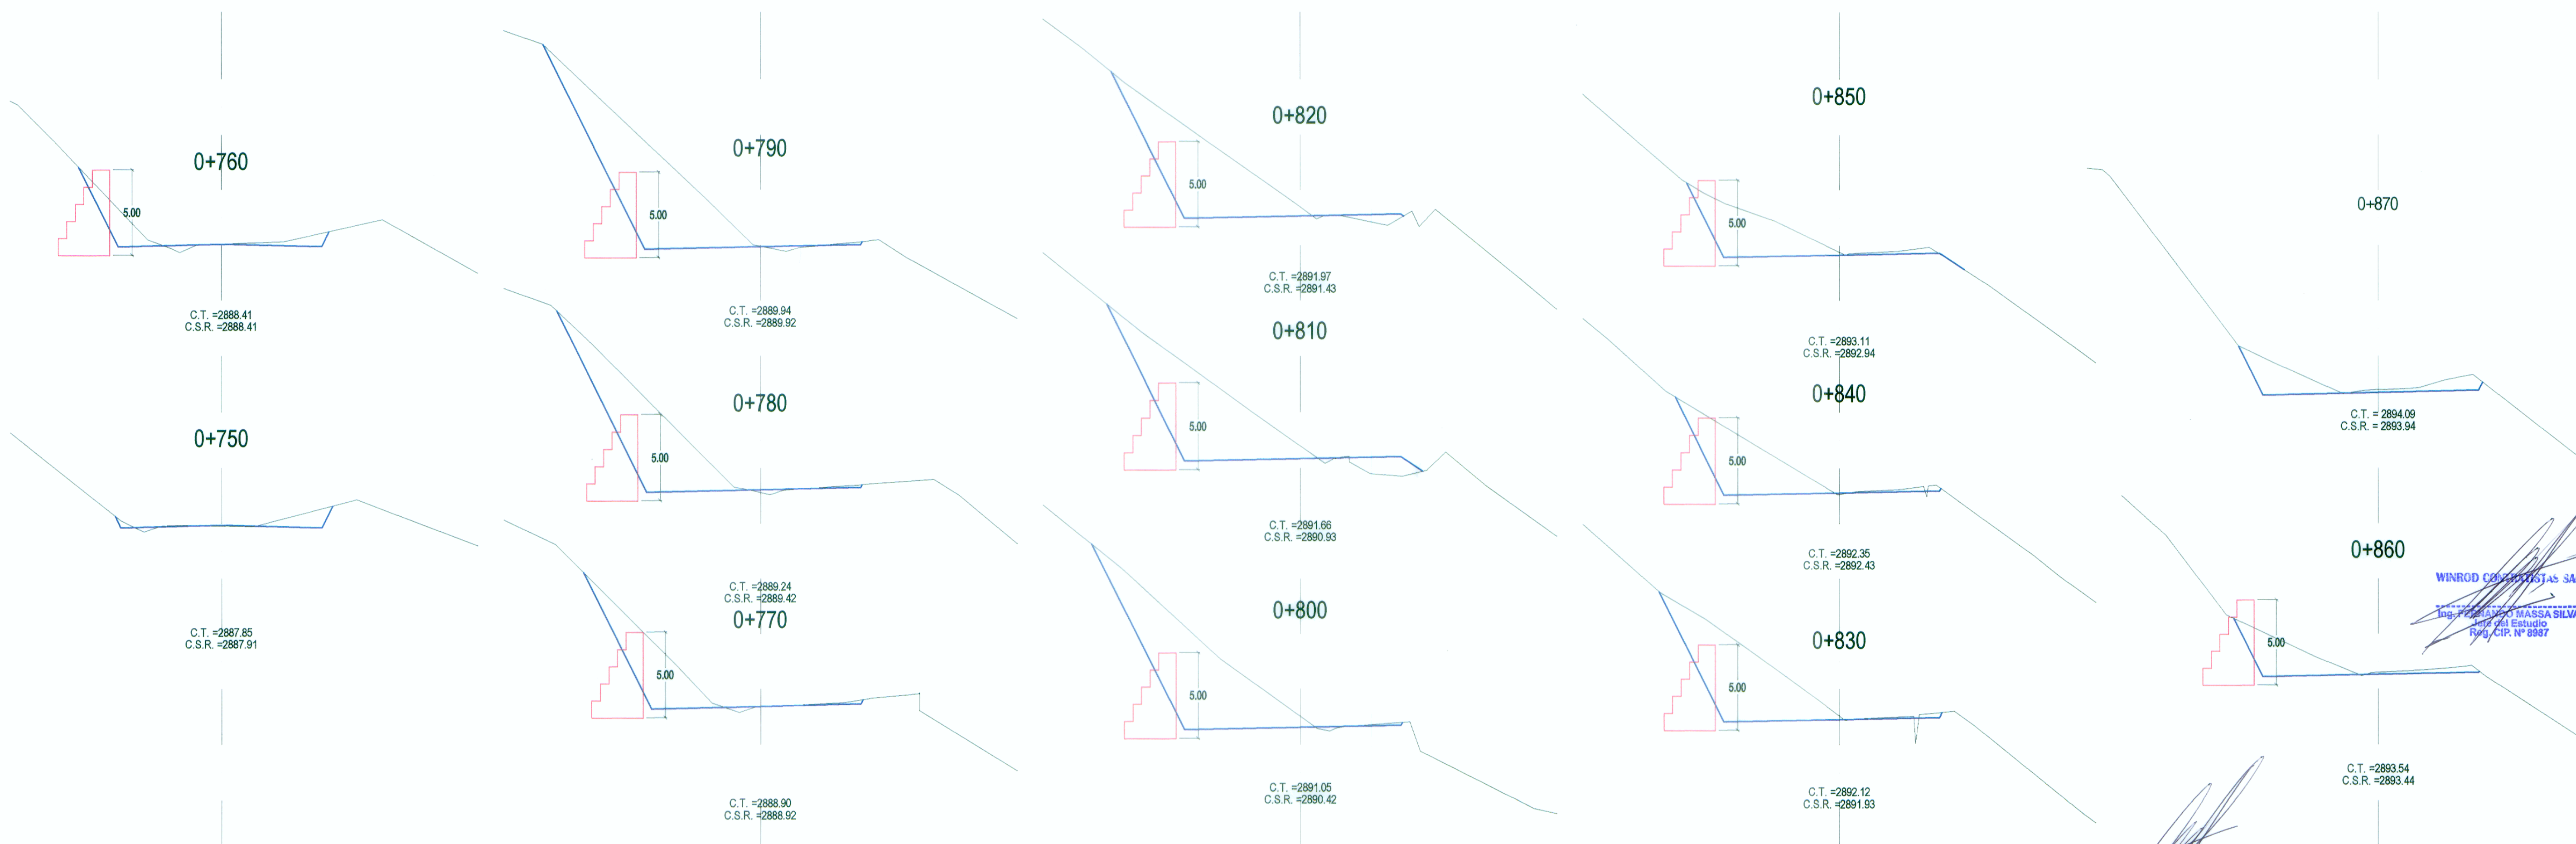 0+760
5.00
C.T. =2888.41
C.S.R. =2888.41
0+750
C.T. =2887.85
C.S.R. =2887.91
0+790
5.00
C.T. =2889.94
C.S.R. =2889.92
0+780
5.00
C.T. =2889.24
C.S.R. =2889.42
0+770
5.00
C.T. =2888.90
C.S.R. =2888.92
0+820
5.00
C.T. =2891.97
C.S.R. =2891.43
0+810
5.00
C.T. =2891.66
C.S.R. =2890.93
0+800
5.00
C.T. =2891.05
C.S.R. =2890.42
0+850
5.00
C.T. =2893.11
C.S.R. =2892.94
0+840
5.00
C.T. =2892.35
C.S.R. =2892.43
0+830
5.00
C.T. =2892.12
C.S.R. =2891.93
0+870
C.T. = 2894.09
C.S.R. = 2893.94
0+860
5.00
C.T. =2893.54
C.S.R. =2893.44
WINROD CONTRATISTAS SA
Ing. FERNANDO MASSA SILVA
Jefe del Estudio
Reg. CIP. N° 8987